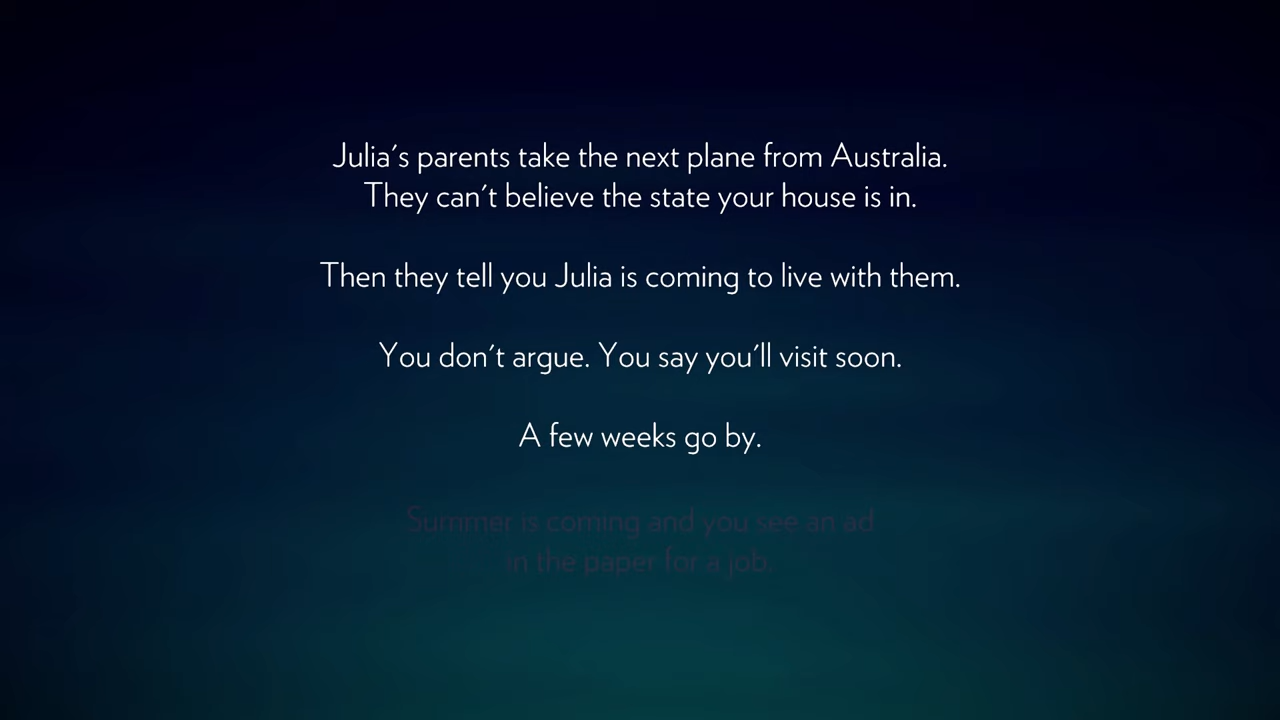 Julia's parents take the next plane from Australia.
They can't believe the state your house is in.
Then they tell you Julia is coming to live with them.
You don't argue. You say you'll visit soon.
A few weeks go by.
Summer is coming and you see an ad
in the paper for a job.